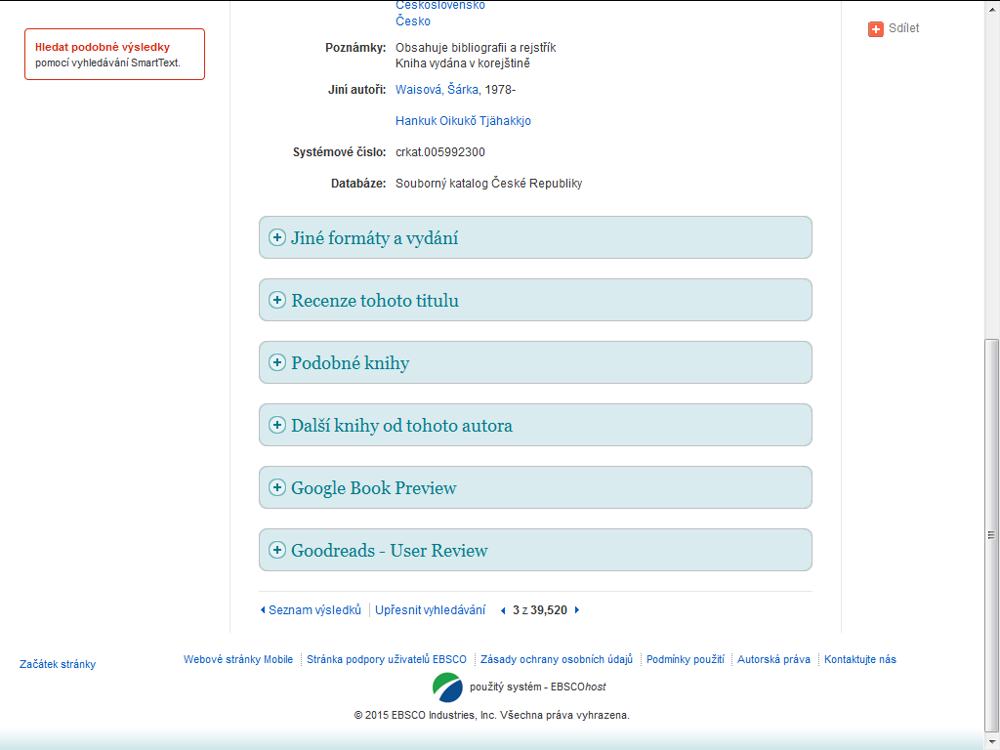 Československo
Česko
Hledat podobné výsledky
pomocí vyhledávání SmartText.
Sdílet
Poznámky: Obsahuje bibliografii a rejstřík
Kniha vydána v korejštině
Jiní autoři: Waisová, Šárka, 1978-
Hankuk Oikukŏ Tjähakkjo
Systémové číslo: crkat.005992300
Databáze: Souborný katalog České Republiky
Jiné formáty a vydání
Recenze tohoto titulu
Podobné knihy
Další knihy od tohoto autora
Google Book Preview
Goodreads - User Review
Seznam výsledků Upřesnit vyhledávání 3 z 39,520
Začátek stránky
Webové stránky Mobile Stránka podpory uživatelů EBSCO Zásady ochrany osobních údajů Podmínky použití Autorská práva Kontaktujte nás
použitý systém - EBSCOhost
© 2015 EBSCO Industries, Inc. Všechna práva vyhrazena.